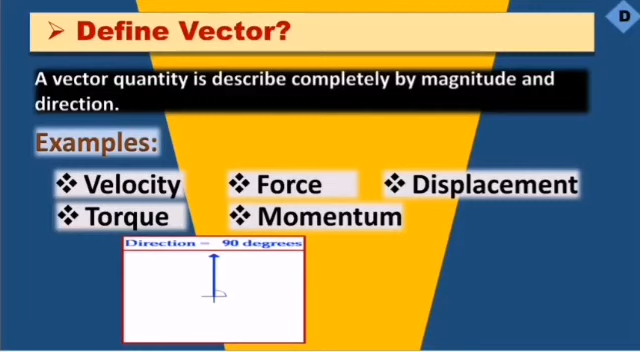 D
➢ Define Vector?
A vector quantity is describe completely by magnitude and
direction.
Examples:
❖ Velocity ❖ Force ❖ Displacement
❖ Torque ❖ Momentum
Direction = 90 degrees